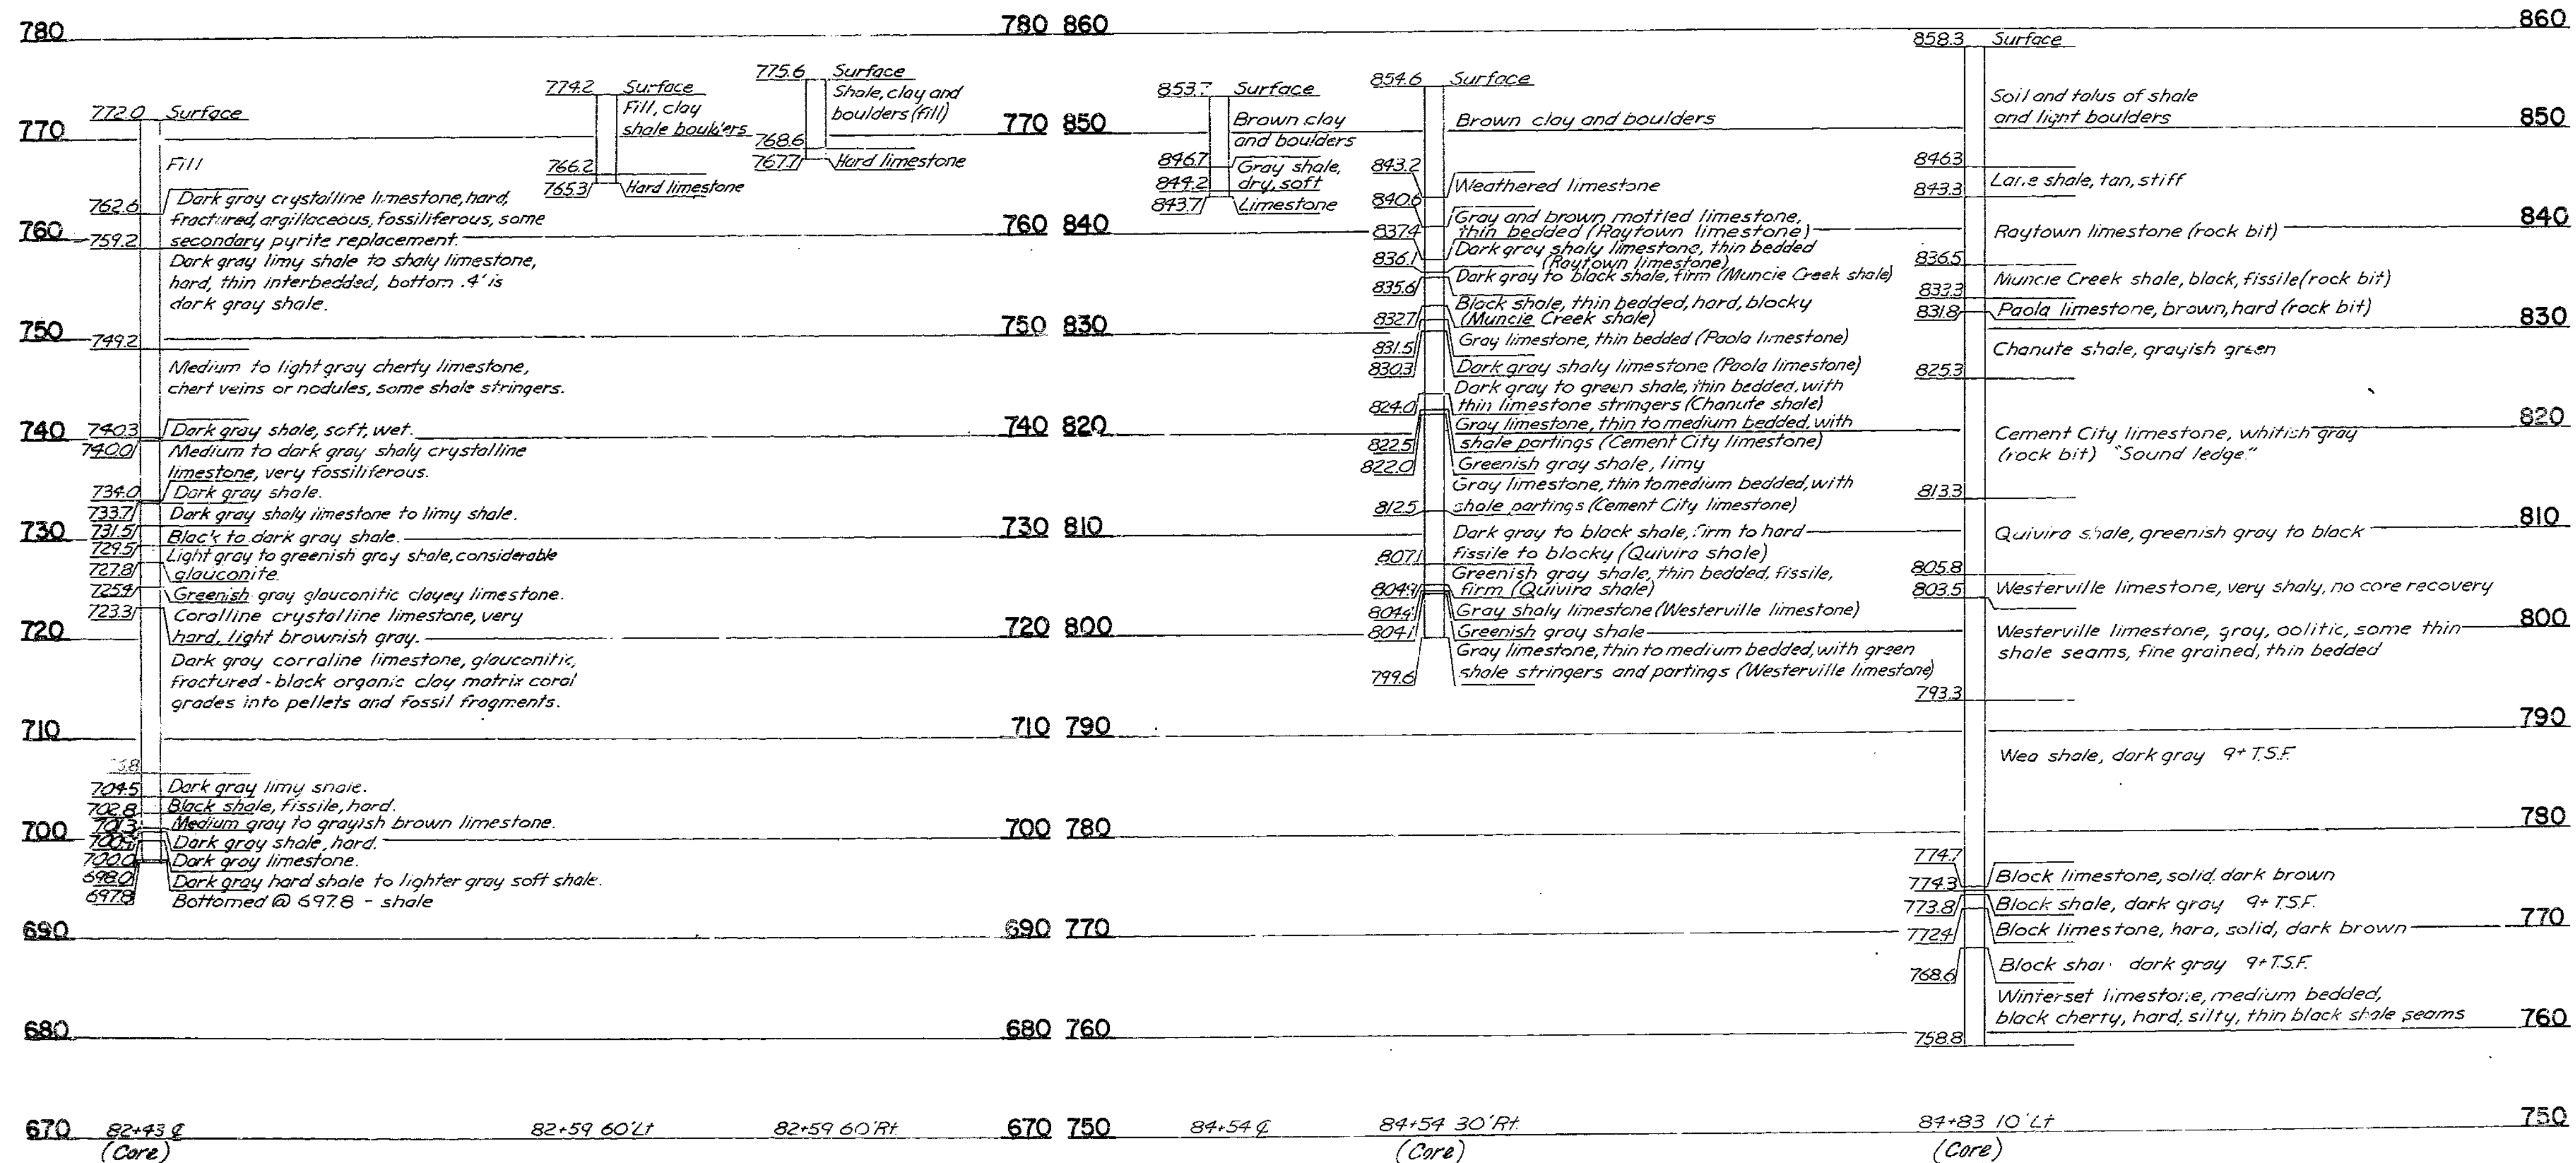 780
780 860
860
772.0 Surface
770
Fill
762.6
Dark gray crystalline limestone, hard,
fractured, argillaceous, fossiliferous, some
secondary pyrite replacement.
760
759.2
Dark gray limy shale to shaly limestone,
hard, thin interbedded, bottom .4' is
dark gray shale.
750
749.2
Medium to light gray cherty limestone,
chert veins or nodules, some shale stringers.
740
740.3 Dark gray shale, soft, wet.
740.0 Medium to dark gray shaly crystalline
limestone, very fossiliferous.
734.0 Dark gray shale.
733.7 Dark gray shaly limestone to limy shale.
731.5
730
Black to dark gray shale.
729.5 Light gray to greenish gray shale, considerable
727.8 glauconite.
725.4 Greenish gray glauconitic clayey limestone.
723.3 Coralline crystalline limestone, very
hard, light brownish gray.
720
Dark gray corraline limestone, glauconitic,
fractured - black organic clay matrix coral
grades into pellets and fossil fragments.
710
704.5 Dark gray limy shale.
702.8 Black shale, fissile, hard.
701.3 Medium gray to grayish brown limestone.
700
Dark gray shale, hard.
700.0 Dark gray limestone.
698.0 Dark gray hard shale to lighter gray soft shale.
697.8 Bottomed @ 697.8 - shale
690
680
670
82+43 ℄
(Core)
774.2 Surface
Fill, clay
shale boulders
766.2
765.3 Hard limestone
82+59 60'Lt
775.6 Surface
Shale, clay and
boulders (fill)
768.6
767.7 Hard limestone
82+59 60'Rt.
770 850
760 840
750 830
740 820
730 810
720 800
710 790
700 780
690 770
680 760
670 750
853.7 Surface
Brown clay
and boulders
846.7 Gray shale,
844.2 dry, soft
843.7 Limestone
84+54 ℄
854.6 Surface
Brown clay and boulders
843.2
Weathered limestone
840.6
Gray and brown mottled limestone,
837.4 thin bedded (Raytown limestone)
Dark gray shaly limestone, thin bedded
836.1 (Raytown limestone)
Dark gray to black shale, firm (Muncie Creek shale)
835.6
Black shale, thin bedded, hard, blocky
832.7 (Muncie Creek shale)
831.5 Gray limestone, thin bedded (Paola limestone)
830.3 Dark gray shaly limestone (Paola limestone)
Dark gray to green shale, thin bedded, with
824.0 thin limestone stringers (Chanute shale)
Gray limestone, thin to medium bedded, with
822.5 shale partings (Cement City limestone)
822.0 Greenish gray shale, limy
Gray limestone, thin to medium bedded, with
812.5 shale partings (Cement City limestone)
Dark gray to black shale, firm to hard
807.1 fissile to blocky (Quivira shale)
Greenish gray shale, thin bedded, fissile,
804.9 firm (Quivira shale)
804.4 Gray shaly limestone (Westerville limestone)
804.1 Greenish gray shale
Gray limestone, thin to medium bedded, with green
799.6 shale stringers and partings (Westerville limestone)
84+54 30'Rt.
(Core)
858.3 Surface
Soil and talus of shale
and light boulders
846.3
Lane shale, tan, stiff
843.3
Raytown limestone (rock bit)
836.5
Muncie Creek shale, black, fissile (rock bit)
833.3
831.8 Paola limestone, brown, hard (rock bit)
Chanute shale, grayish green
825.3
Cement City limestone, whitish gray
(rock bit) "Sound ledge."
813.3
Quivira shale, greenish gray to black
805.8
803.5 Westerville limestone, very shaly, no core recovery
Westerville limestone, gray, oolitic, some thin
shale seams, fine grained, thin bedded
793.3
Wea shale, dark gray 9+ T.S.F.
774.7
774.3 Block limestone, solid, dark brown
773.8 Block shale, dark gray 9+ T.S.F.
772.4 Block limestone, hard, solid, dark brown
768.6 Block dark gray 9+ T.S.F.
Winterset limestone, medium bedded,
black cherty, hard, silty, thin black shale seams
758.8
84+83 10'Lt
(Core)
850
840
830
820
810
800
790
780
770
760
750